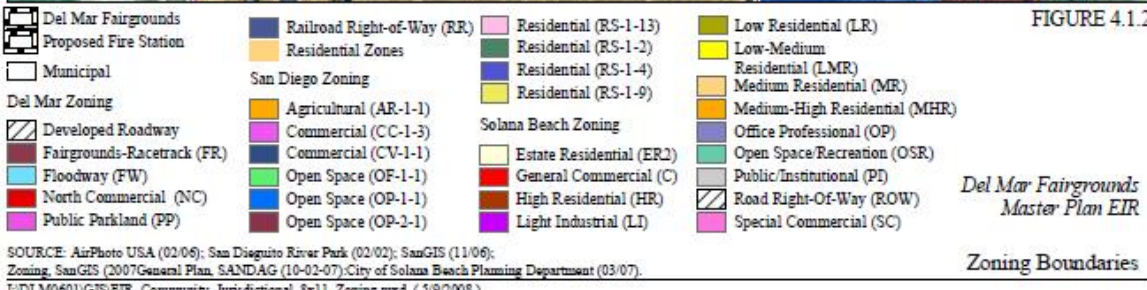 Del Mar Fairgrounds
Proposed Fire Station
Municipal
Del Mar Zoning
Developed Roadway
Fairgrounds-Racetrack (FR)
Floodway (FW)
North Commercial (NC)
Public Parkland (PP)
Railroad Right-of-Way (RR)
Residential Zones
San Diego Zoning
Agricultural (AR-1-1)
Commercial (CC-1-3)
Commercial (CV-1-1)
Open Space (OF-1-1)
Open Space (OP-1-1)
Open Space (OP-2-1)
Residential (RS-1-13)
Residential (RS-1-2)
Residential (RS-1-4)
Residential (RS-1-9)
Solana Beach Zoning
Estate Residential (ER2)
General Commercial (C)
High Residential (HR)
Light Industrial (LI)
Low Residential (LR)
Low-Medium
Residential (LMR)
Medium Residential (MR)
Medium-High Residential (MHR)
Office Professional (OP)
Open Space/Recreation (OSR)
Public/Institutional (PI)
Road Right-Of-Way (ROW)
Special Commercial (SC)
FIGURE 4.1.2
Del Mar Fairgrounds
Master Plan EIR
Zoning Boundaries
SOURCE: AirPhoto USA (02/06); San Dieguito River Park (02/02); SanGIS (11/06);
Zoning, SanGIS (2007General Plan, SANDAG (10-02-07);City of Solana Beach Planning Department (03/07).